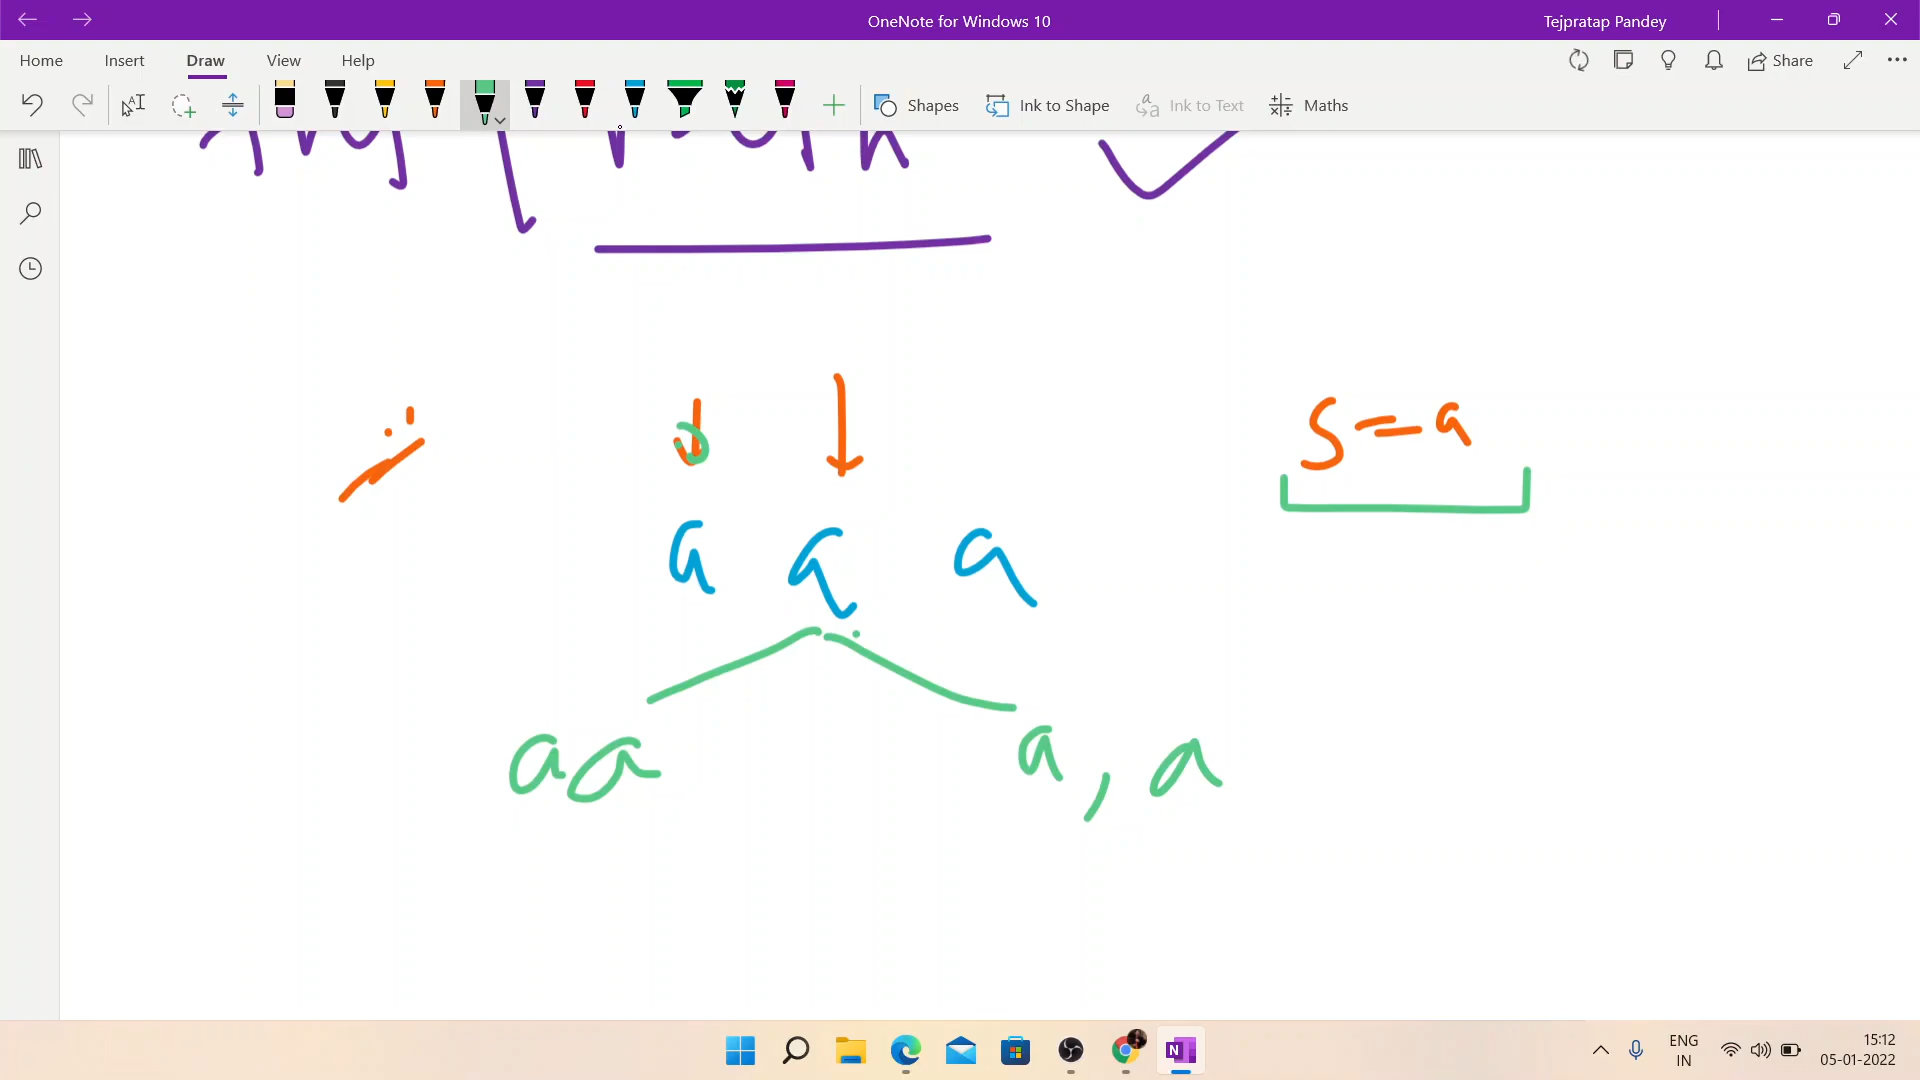 OneNote for Windows 10
Tejpratap Pandey
Home Insert Draw View Help
Share
Shapes Ink to Shape Ink to Text Maths
S = a
a a a
aa a, a
ENG
IN
15:12
05-01-2022